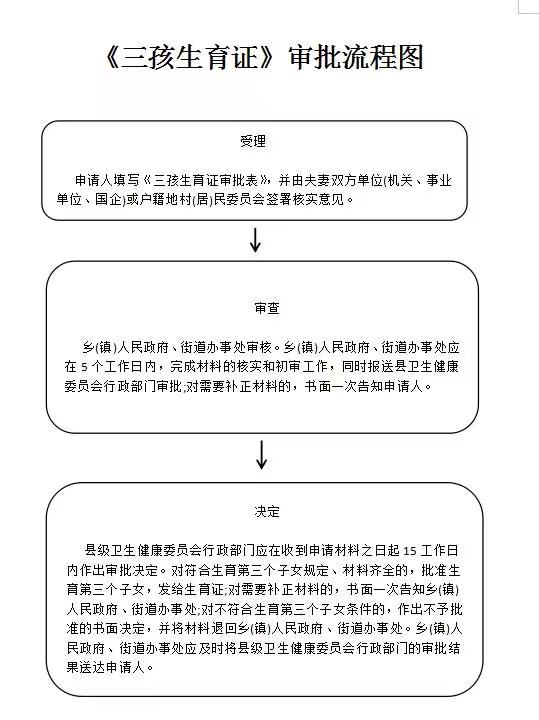 《三孩生育证》审批流程图
受理
申请人填写《三孩生育证审批表》，并由夫妻双方单位(机关、事业
单位、国企)或户籍地村(居)民委员会签署核实意见。
审查
乡(镇)人民政府、街道办事处审核。乡(镇)人民政府、街道办事处应
在 5 个工作日内，完成材料的核实和初审工作，同时报送县卫生健康
委员会行政部门审批;对需要补正材料的，书面一次告知申请人。
决定
县级卫生健康委员会行政部门应在收到申请材料之日起 15 工作日
内作出审批决定。对符合生育第三个子女规定、材料齐全的，批准生
育第三个子女，发给生育证;对需要补正材料的，书面一次告知乡(镇)
人民政府、街道办事处;对不符合生育第三个子女条件的，作出不予批
准的书面决定，并将材料退回乡(镇)人民政府、街道办事处。乡(镇)人
民政府、街道办事处应及时将县级卫生健康委员会行政部门的审批结
果送达申请人。